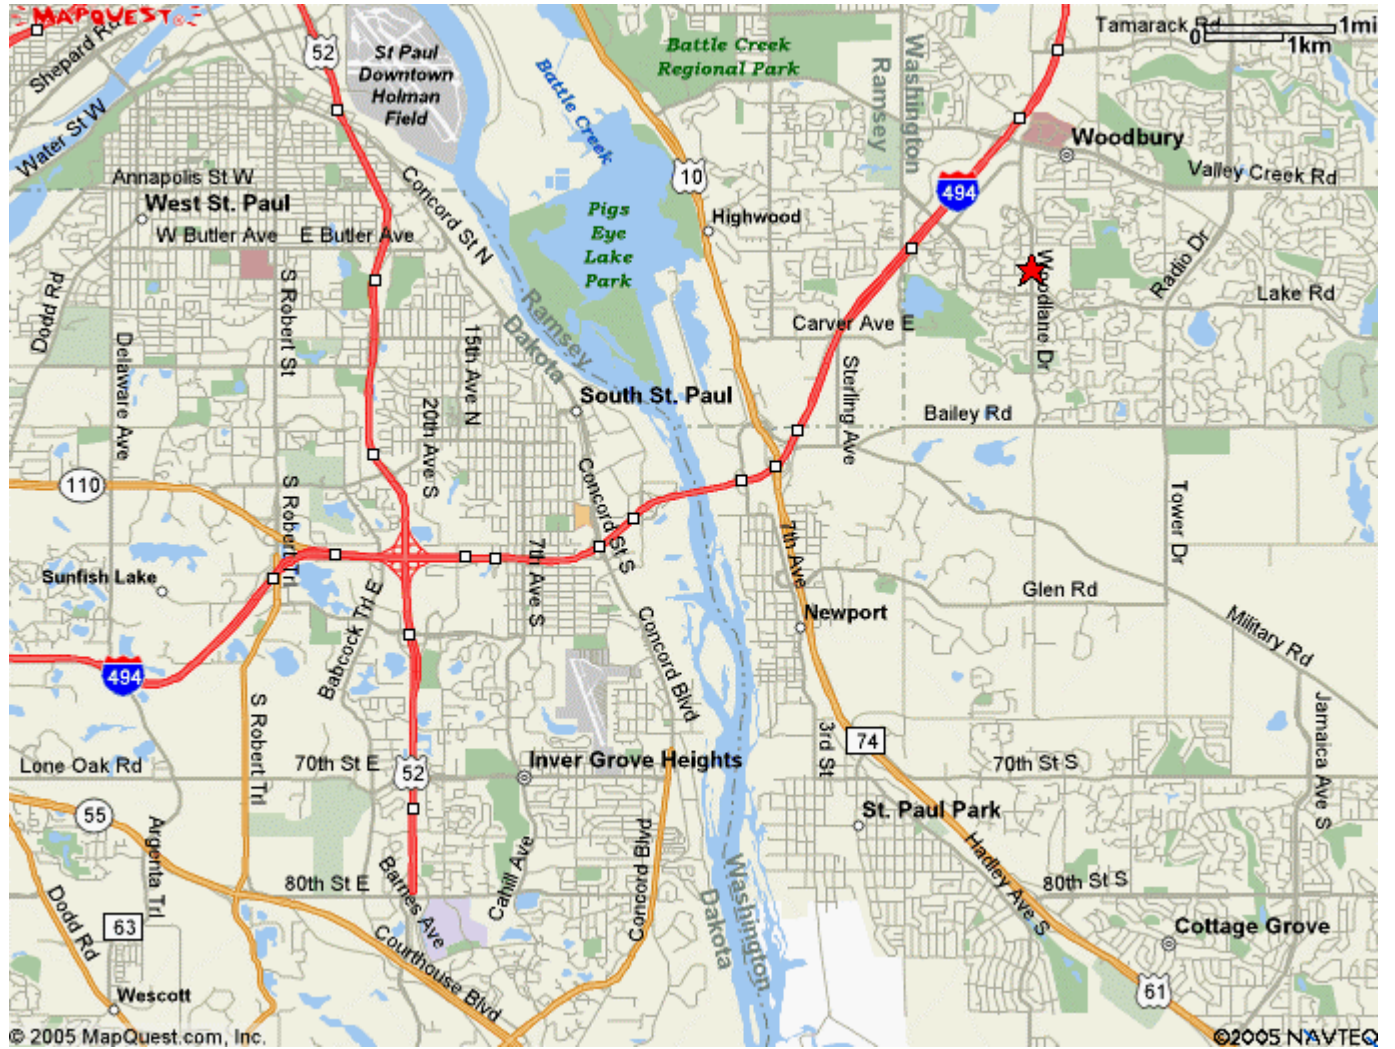 MAPQUEST
Tamarack Rd
0 1mi
1km
Shepard Rd
52
St Paul
Downtown
Holman
Field
Battle Creek
Regional Park
Battle Creek
Washington
Ramsey
Woodbury
Water St W
Annapolis St W
Concord St N
10
494
Valley Creek Rd
West St. Paul
Pigs
Eye
Lake
Park
Highwood
W Butler Ave
E Butler Ave
Dodd Rd
S Robert St
Woodlane Dr
Radio Dr
Lake Rd
Ramsey
Dakota
Carver Ave E
Delaware Ave
15th Ave N
20th Ave S
South St. Paul
Sterling Ave
Bailey Rd
110
S Robert Trl
Concord St S
7th Ave S
7th Ave
Tower Dr
Sunfish Lake
Babcock Trl E
Glen Rd
Newport
Military Rd
494
Concord Blvd
S Robert Trl
3rd St
74
Jamaica Ave S
Lone Oak Rd
70th St E
52
Inver Grove Heights
70th St S
55
Argenta Trl
St. Paul Park
Hadley Ave S
Concord Blvd
Cahill Ave
80th St E
Barnes Ave
80th St S
Washington
Dakota
Dodd Rd
63
Courthouse Blvd
Cottage Grove
Wescott
61
© 2005 MapQuest.com, Inc.
©2005 NAVTEQ